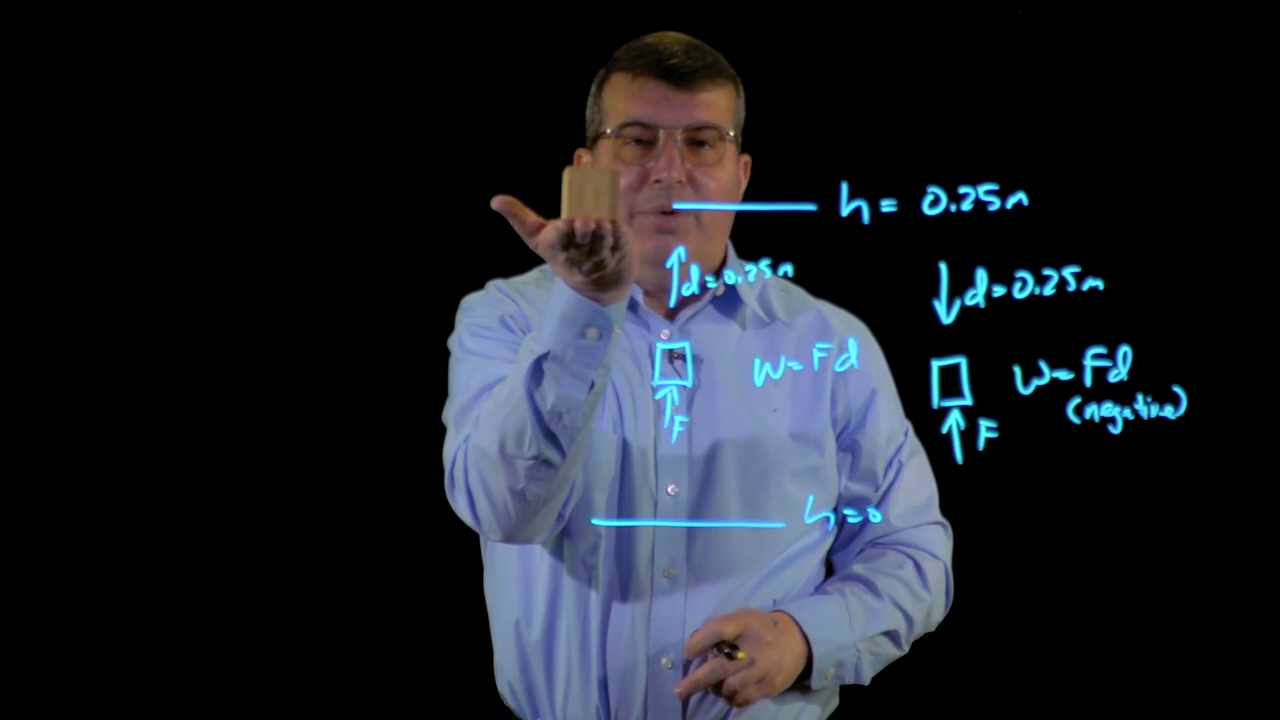 h = 0.25m
d = 0.25m
d = 0.25m
W = Fd
W = Fd
(negative)
F
F
h = 0